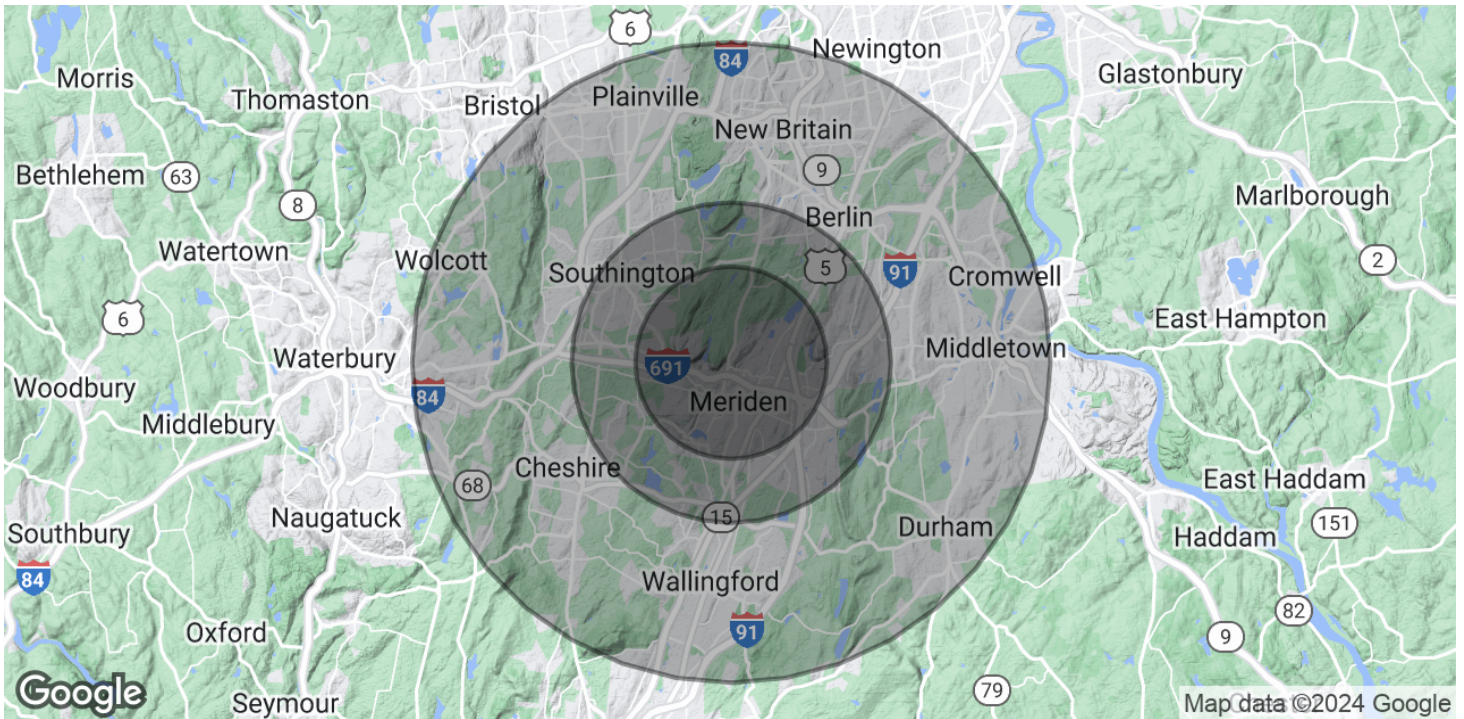 6
84
Newington
Morris
Glastonbury
Thomaston
Bristol
Plainville
New Britain
Bethlehem
63
9
Marlborough
8
Berlin
Watertown
Wolcott
Southington
5
91
Cromwell
2
6
East Hampton
Waterbury
691
Middletown
Woodbury
84
Meriden
Middlebury
Cheshire
68
East Haddam
Naugatuck
15
Durham
151
Southbury
Haddam
84
Wallingford
82
Oxford
91
9
Google
Seymour
79
Map data ©2024 Google